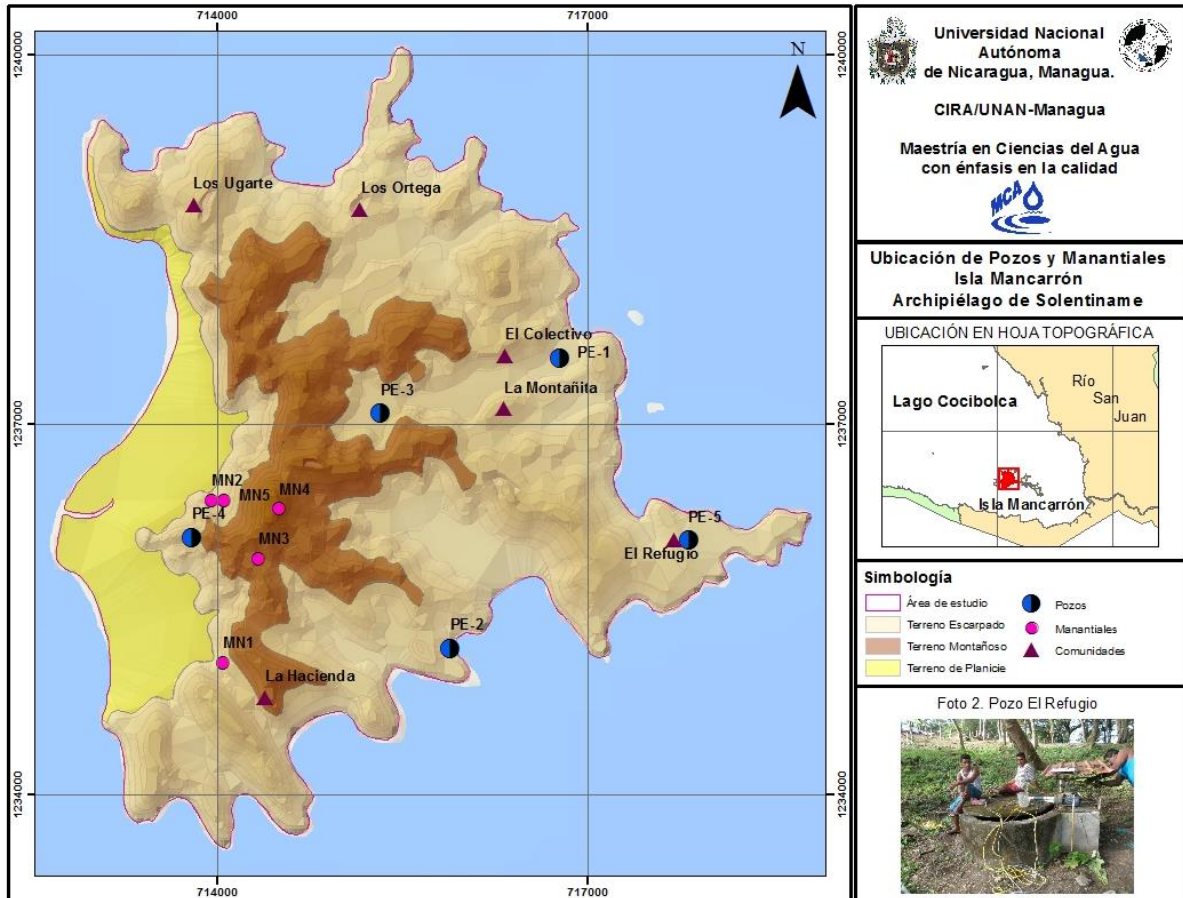 714000
717000
1240000
1240000
N
Los Ugarte
Los Ortega
El Colectivo
PE-1
La Montañita
PE-3
1237000
1237000
MN2
MN5
MN4
PE-4
MN3
PE-5
El Refugio
PE-2
MN1
La Hacienda
1234000
1234000
714000
717000
Universidad Nacional
Autónoma
de Nicaragua, Managua.
CIRA/UNAN-Managua
Maestría en Ciencias del Agua
con énfasis en la calidad
MCA
Ubicación de Pozos y Manantiales
Isla Mancarrón
Archipiélago de Solentiname
UBICACIÓN EN HOJA TOPOGRÁFICA
Lago Cocibolca
Río
San
Juan
Isla Mancarrón
Simbología
Área de estudio
Terreno Escarpado
Terreno Montañoso
Terreno de Planicie
Pozos
Manantiales
Comunidades
Foto 2. Pozo El Refugio